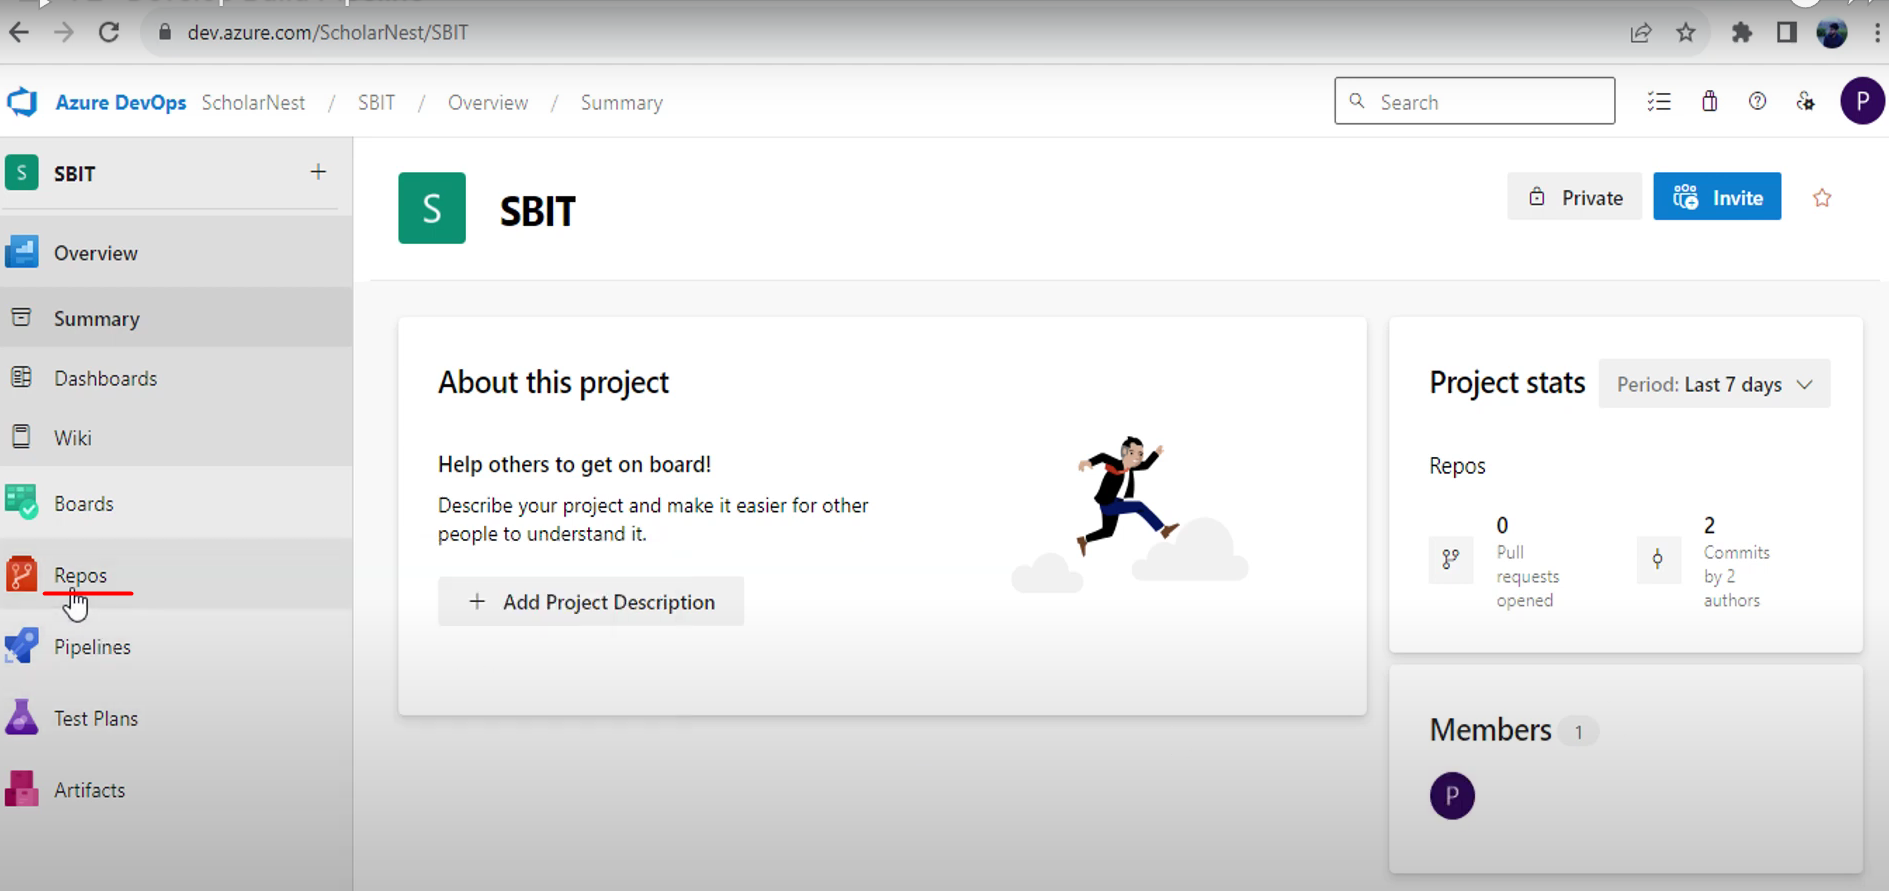 dev.azure.com/ScholarNest/SBIT
Azure DevOps ScholarNest / SBIT / Overview / Summary
Search
P
S SBIT +
Overview
Summary
Dashboards
Wiki
Boards
Repos
Pipelines
Test Plans
Artifacts
S SBIT
Private
Invite
About this project
Help others to get on board!
Describe your project and make it easier for other
people to understand it.
+ Add Project Description
Project stats
Period: Last 7 days
Repos
0
Pull
requests
opened
2
Commits
by 2
authors
Members 1
P